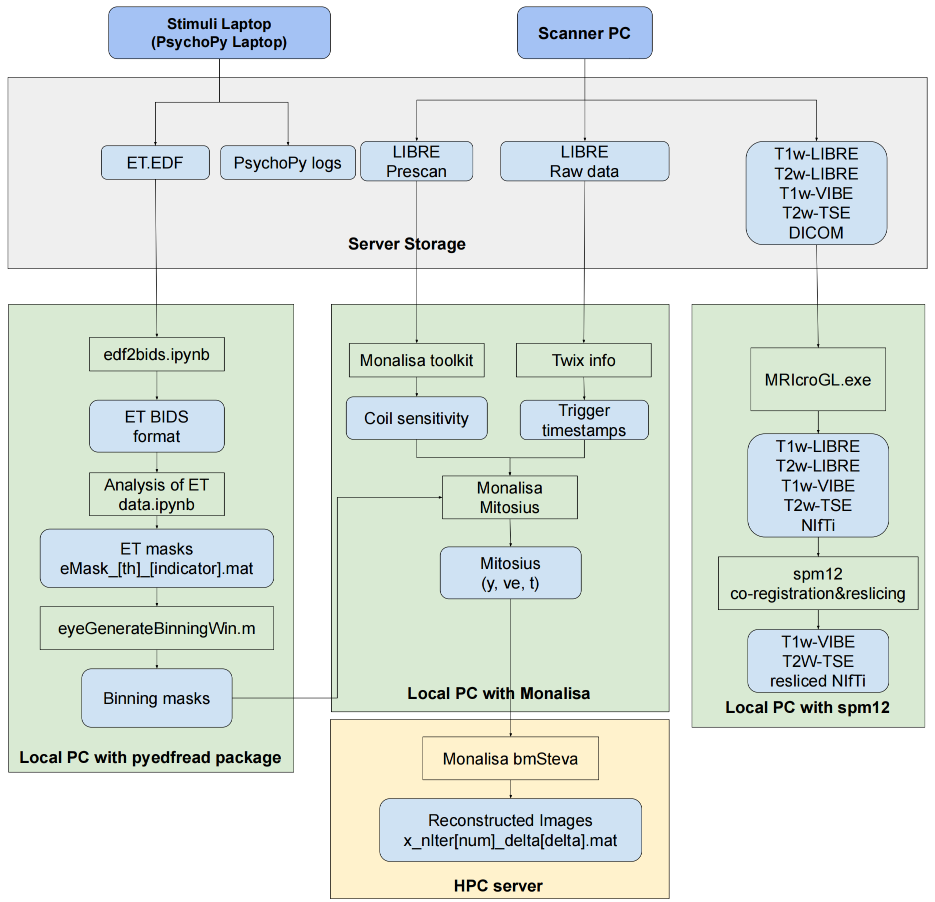 Stimuli Laptop
(PsychoPy Laptop)
Scanner PC
ET.EDF
PsychoPy logs
LIBRE
Prescan
LIBRE
Raw data
T1w-LIBRE
T2w-LIBRE
T1w-VIBE
T2w-TSE
DICOM
Server Storage
edf2bids.ipynb
ET BIDS
format
Analysis of ET
data.ipynb
ET masks
eMask_[th]_[indicator].mat
eyeGenerateBinningWin.m
Binning masks
Local PC with pyedfread package
Monalisa toolkit
Twix info
Coil sensitivity
Trigger
timestamps
Monalisa
Mitosius
Mitosius
(y, ve, t)
Local PC with Monalisa
MRIcroGL.exe
T1w-LIBRE
T2w-LIBRE
T1w-VIBE
T2w-TSE
NIfTi
spm12
co-registration&reslicing
T1w-VIBE
T2W-TSE
resliced NIfTi
Local PC with spm12
Monalisa bmSteva
Reconstructed Images
x_nIter[num]_delta[delta].mat
HPC server